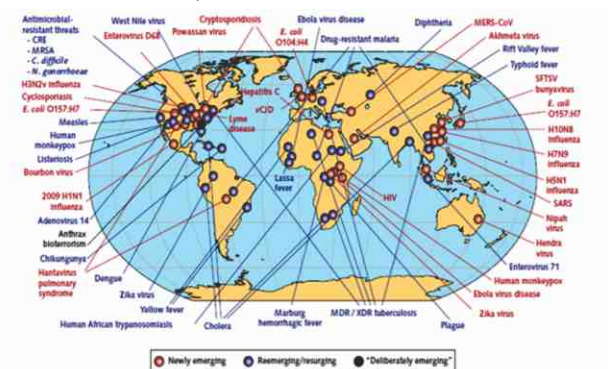 Antimicrobial-
resistant threats
- CRE
- MRSA
- C. difficile
- N. gonorrhoeae
H3N2v influenza
Cyclosporiasis
E. coli O157:H7
Measles
Human
monkeypox
Listeriosis
Bourbon virus
2009 H1N1
influenza
Adenovirus 14
Anthrax
bioterrorism
Chikungunya
Hantavirus
pulmonary
syndrome
West Nile virus
Enterovirus D68
Powassan virus
Cryptosporidiosis
E. coli
O104:H4
Ebola virus disease
Drug-resistant malaria
Diphtheria
MERS-CoV
Akhmeta virus
Rift Valley fever
Typhoid fever
SFTSV
bunyavirus
E. coli
O157:H7
H10N8
influenza
H7N9
influenza
H5N1
influenza
SARS
Nipah
virus
Hendra
virus
Enterovirus 71
Human monkeypox
Ebola virus disease
Zika virus
Hepatitis C
vCJD
Lyme
disease
Lassa
fever
HIV
Dengue
Zika virus
Yellow fever
Human African trypanosomiasis
Cholera
Marburg
hemorrhagic fever
MDR / XDR tuberculosis
Plague
Newly emerging
Reemerging/resurging
"Deliberately emerging"